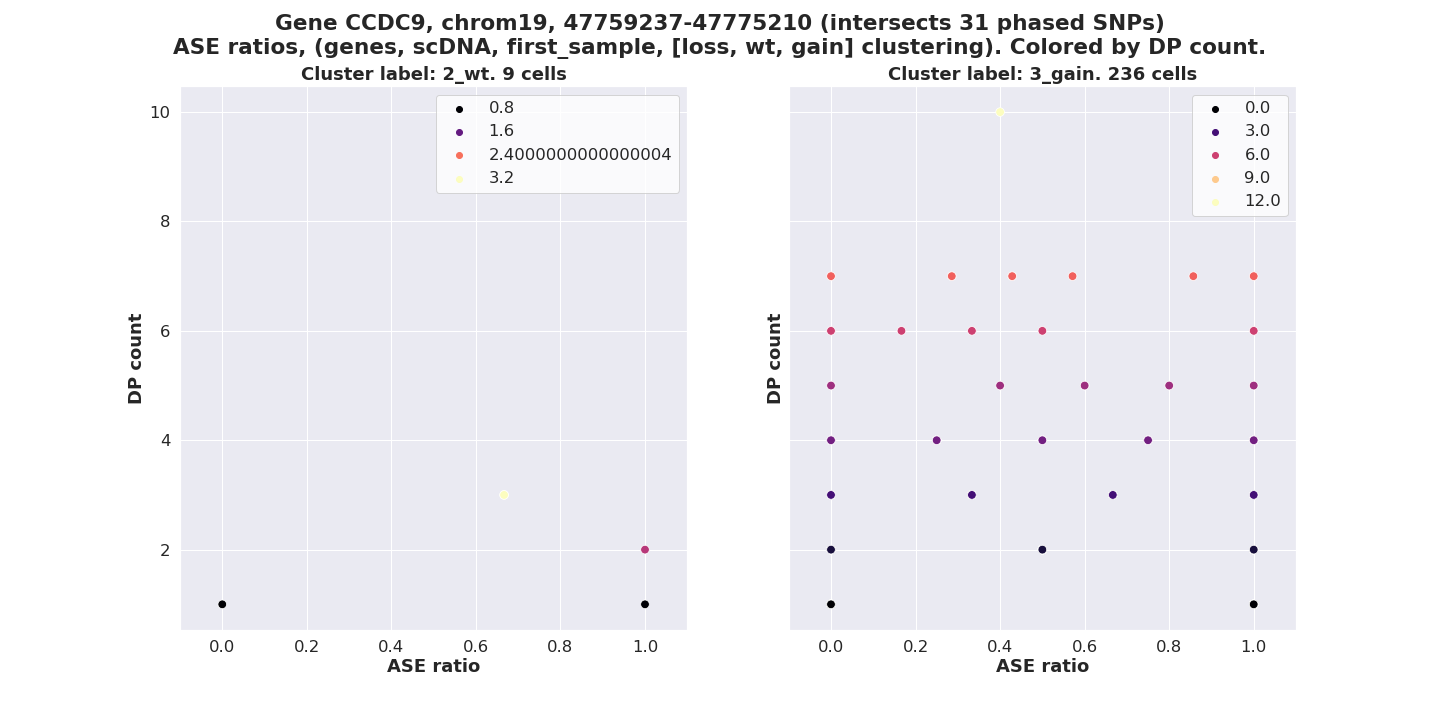 Gene CCDC9, chrom19, 47759237-47775210 (intersects 31 phased SNPs)
ASE ratios, (genes, scDNA, first_sample, [loss, wt, gain] clustering). Colored by DP count.
Cluster label: 2_wt. 9 cells
0.8
1.6
2.4000000000000004
3.2
10
8
6
4
2
DP count
0.0 0.2 0.4 0.6 0.8 1.0
ASE ratio
Cluster label: 3_gain. 236 cells
0.0
3.0
6.0
9.0
12.0
DP count
0.0 0.2 0.4 0.6 0.8 1.0
ASE ratio